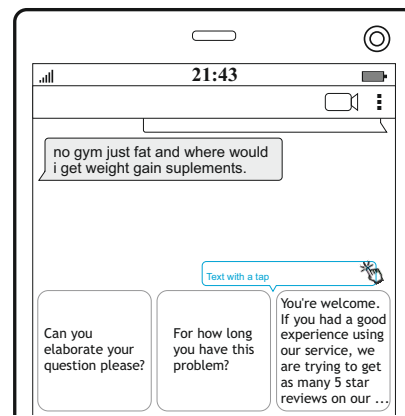 21:43
no gym just fat and where would
i get weight gain suplements.
Text with a tap
Can you
elaborate your
question please?
For how long
you have this
problem?
You're welcome.
If you had a good
experience using
our service, we
are trying to get
as many 5 star
reviews on our ...